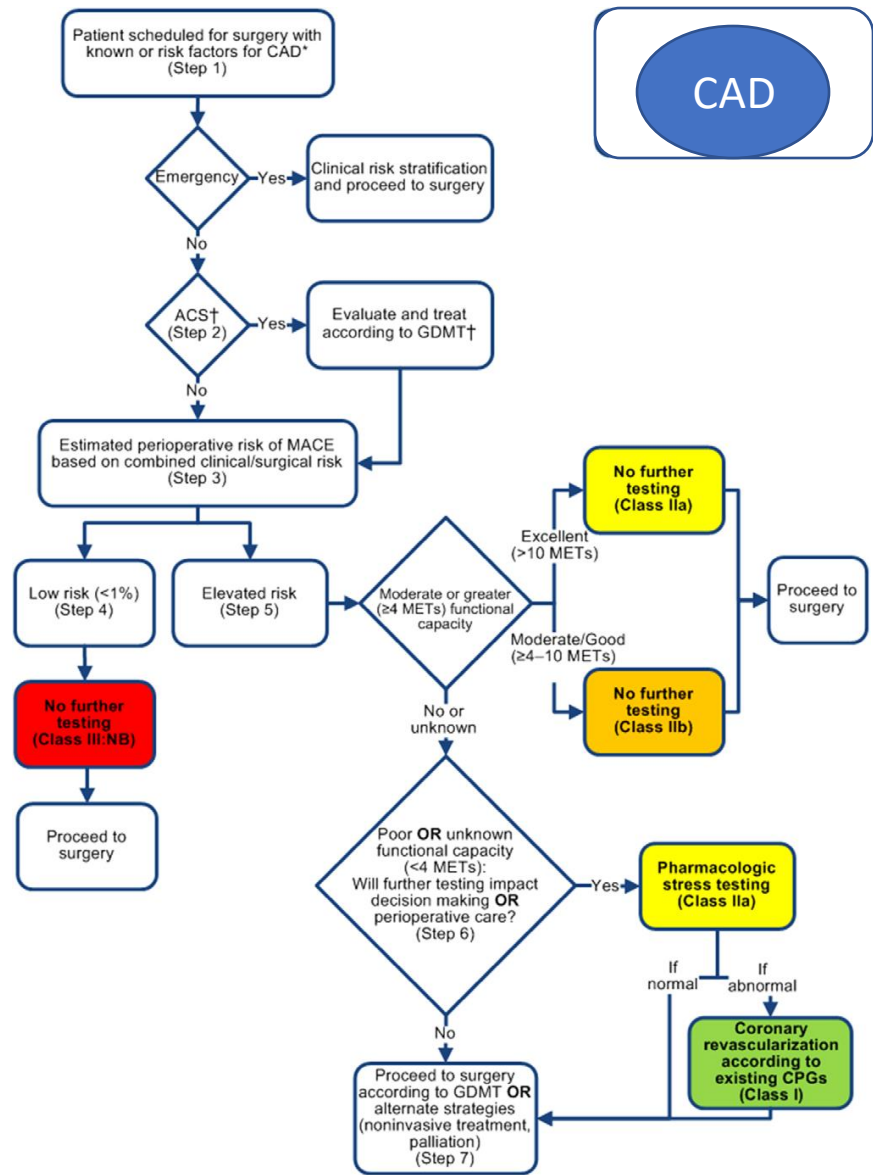 Patient scheduled for surgery with
known or risk factors for CAD*
(Step 1)
CAD
Emergency
Yes
Clinical risk stratification
and proceed to surgery
No
ACS†
(Step 2)
Yes
Evaluate and treat
according to GDMT†
No
Estimated perioperative risk of MACE
based on combined clinical/surgical risk
(Step 3)
Low risk (<1%)
(Step 4)
Elevated risk
(Step 5)
No further
testing
(Class III:NB)
Proceed to
surgery
Moderate or greater
(≥4 METs) functional
capacity
Excellent
(>10 METs)
No further
testing
(Class IIa)
Moderate/Good
(≥4–10 METs)
No further
testing
(Class IIb)
Proceed to
surgery
No or
unknown
Poor OR unknown
functional capacity
(<4 METs):
Will further testing impact
decision making OR
perioperative care?
(Step 6)
Yes
Pharmacologic
stress testing
(Class IIa)
If
normal
If
abnormal
Coronary
revascularization
according to
existing CPGs
(Class I)
No
Proceed to surgery
according to GDMT OR
alternate strategies
(noninvasive treatment,
palliation)
(Step 7)